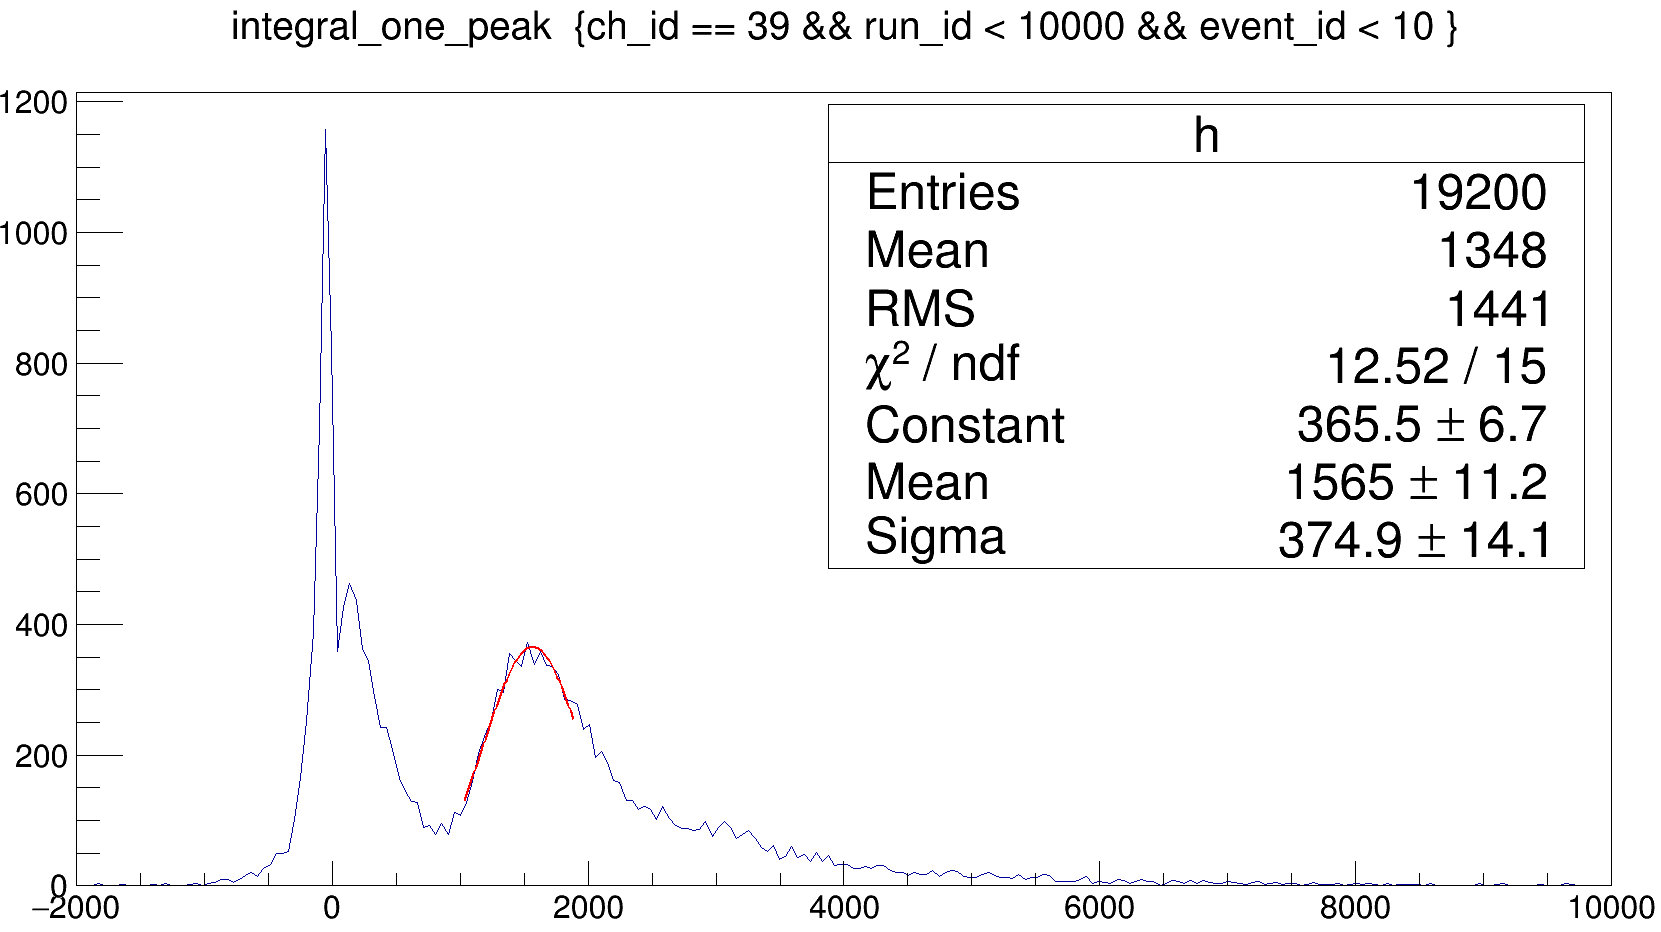 integral_one_peak {ch_id == 39 && run_id < 10000 && event_id < 10 }
1200
1000
800
600
400
200
0
h
Entries 19200
Mean 1348
RMS 1441
χ² / ndf 12.52 / 15
Constant 365.5 ± 6.7
Mean 1565 ± 11.2
Sigma 374.9 ± 14.1
−2000 0 2000 4000 6000 8000 10000